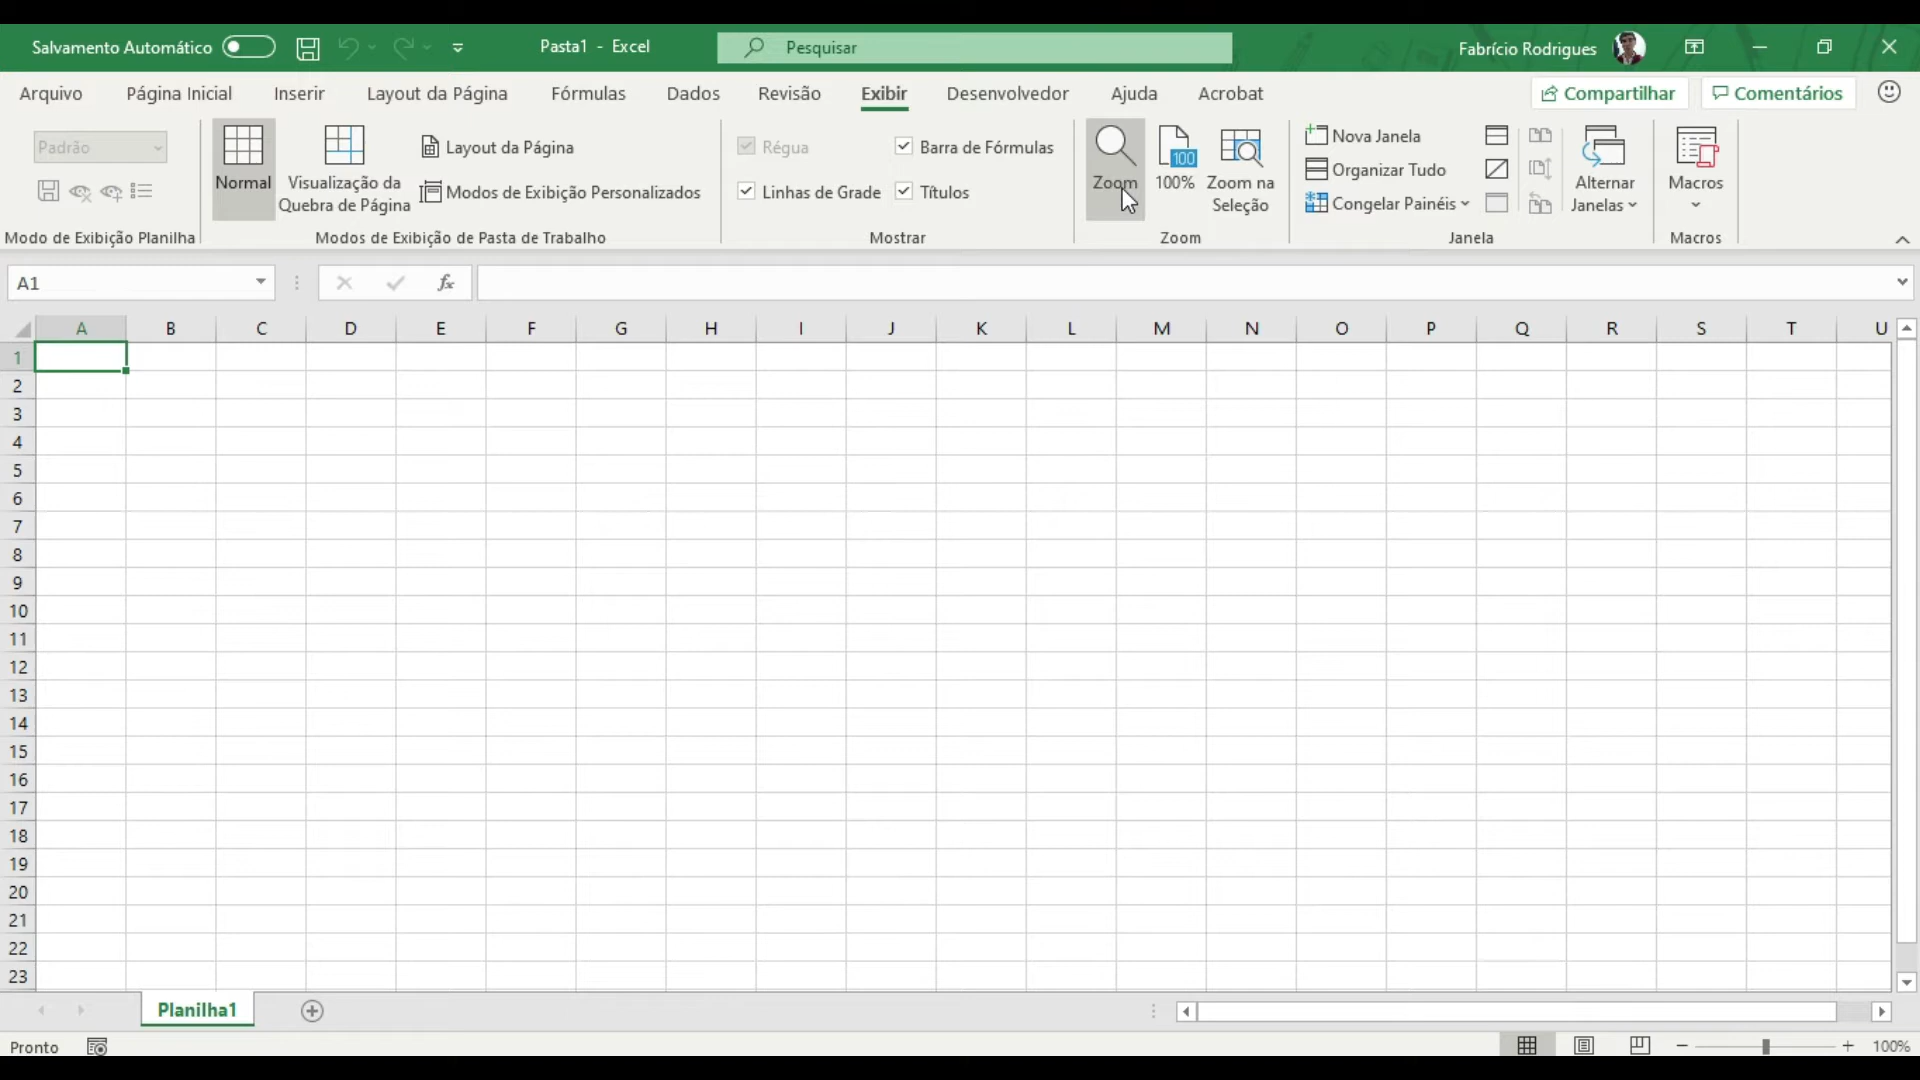 Salvamento Automático
Pasta1 - Excel
Pesquisar
Fabrício Rodrigues
Arquivo Página Inicial Inserir Layout da Página Fórmulas Dados Revisão Exibir Desenvolvedor Ajuda Acrobat
Compartilhar
Comentários
Padrão
Modo de Exibição Planilha
Normal
Visualização da
Quebra de Página
Layout da Página
Modos de Exibição Personalizados
Modos de Exibição de Pasta de Trabalho
Régua
Barra de Fórmulas
Linhas de Grade
Títulos
Mostrar
Zoom
100
100%
Zoom na
Seleção
Zoom
Nova Janela
Organizar Tudo
Congelar Painéis
Alternar
Janelas
Janela
Macros
Macros
A1
fx
A B C D E F G H I J K L M N O P Q R S T U
1
2
3
4
5
6
7
8
9
10
11
12
13
14
15
16
17
18
19
20
21
22
23
Planilha1
Pronto
100%